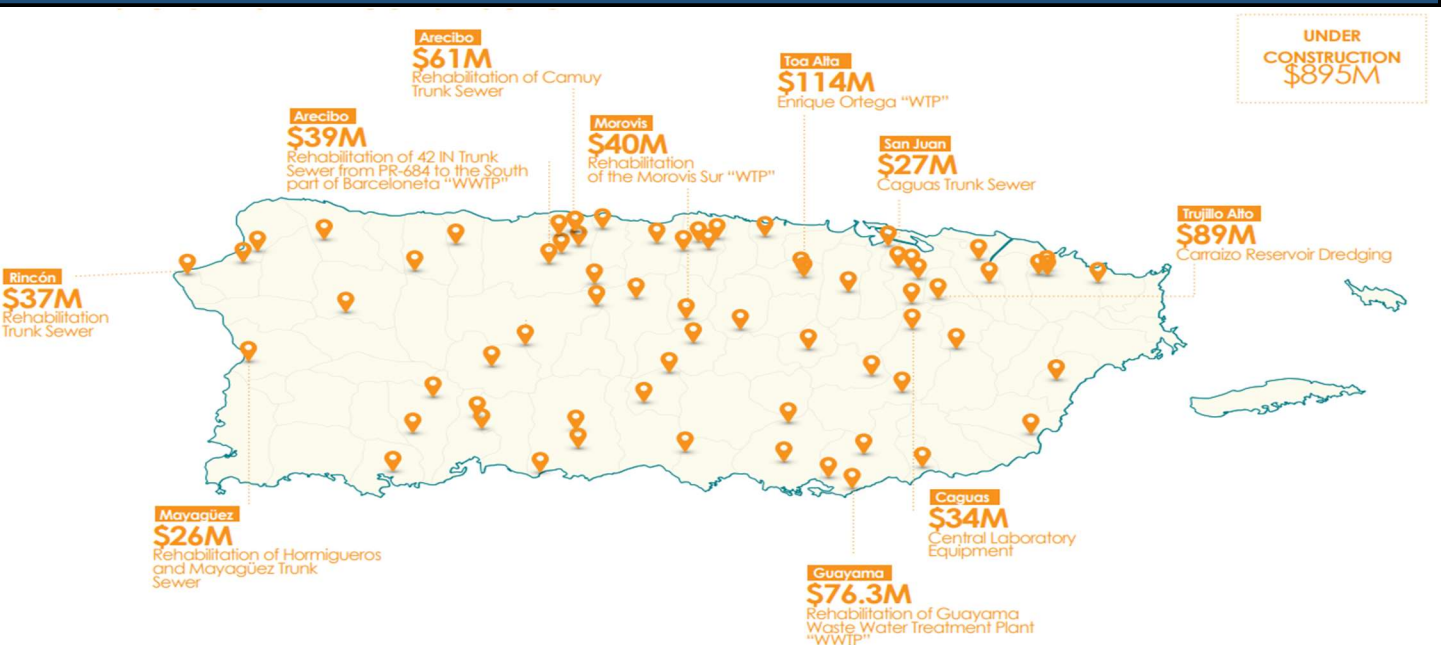 UNDER
CONSTRUCTION
$895M
Arecibo
$61M
Rehabilitation of Camuy
Trunk Sewer
Toa Alta
$114M
Enrique Ortega “WTP”
Arecibo
$39M
Rehabilitation of 42 IN Trunk
Sewer from PR-684 to the South
part of Barceloneta “WWTP”
Morovis
$40M
Rehabilitation
of the Morovis Sur “WTP”
San Juan
$27M
Caguas Trunk Sewer
Trujillo Alto
$89M
Carraizo Reservoir Dredging
Rincón
$37M
Rehabilitation
Trunk Sewer
Mayagüez
$26M
Rehabilitation of Hormigueros
and Mayagüez Trunk
Sewer
Caguas
$34M
Central Laboratory
Equipment
Guayama
$76.3M
Rehabilitation of Guayama
Waste Water Treatment Plant
“WWTP”